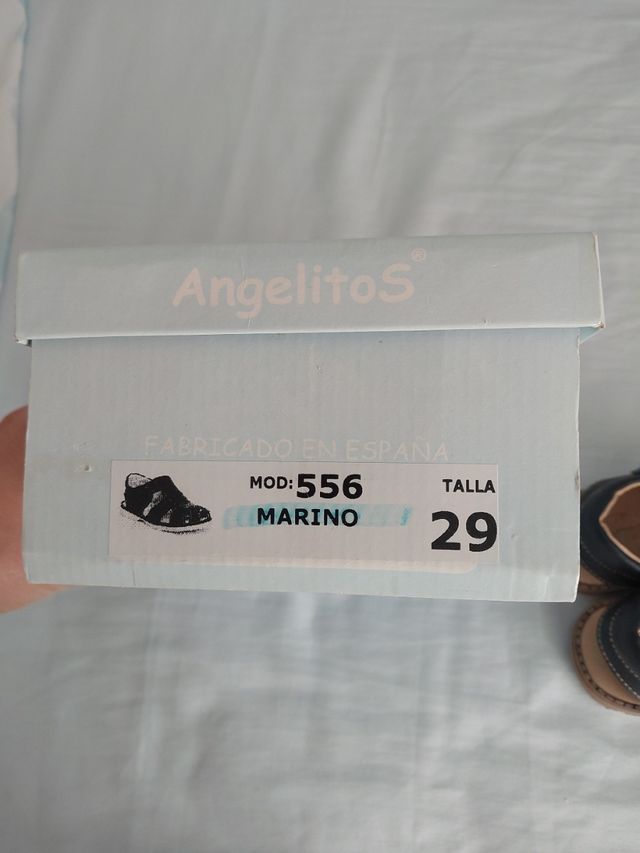 AngelitoS®
FABRICADO EN ESPAÑA
MOD: 556
MARINO
TALLA
29